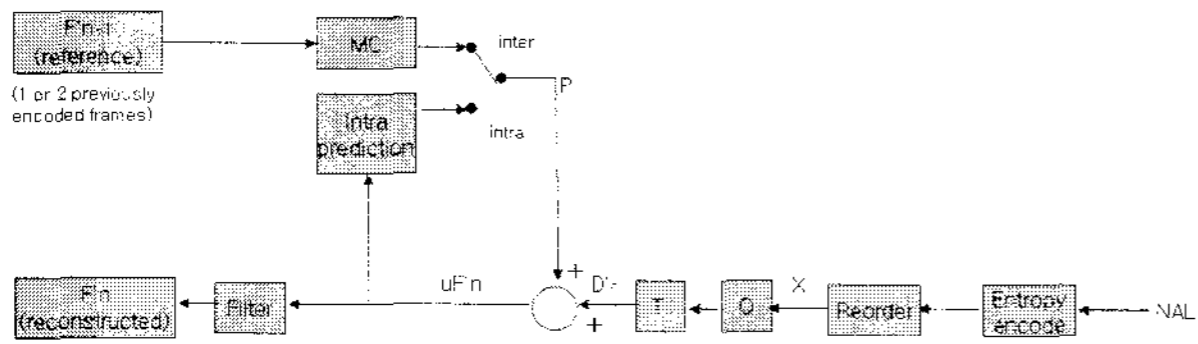 (reference)
(1 or 2 previously
encoded frames)
MC
inter
P
Intra
prediction
intra
F'n
(reconstructed)
Filter
uF'n
+
+
T
Q
X
Reorder
Entropy
encode
NAL